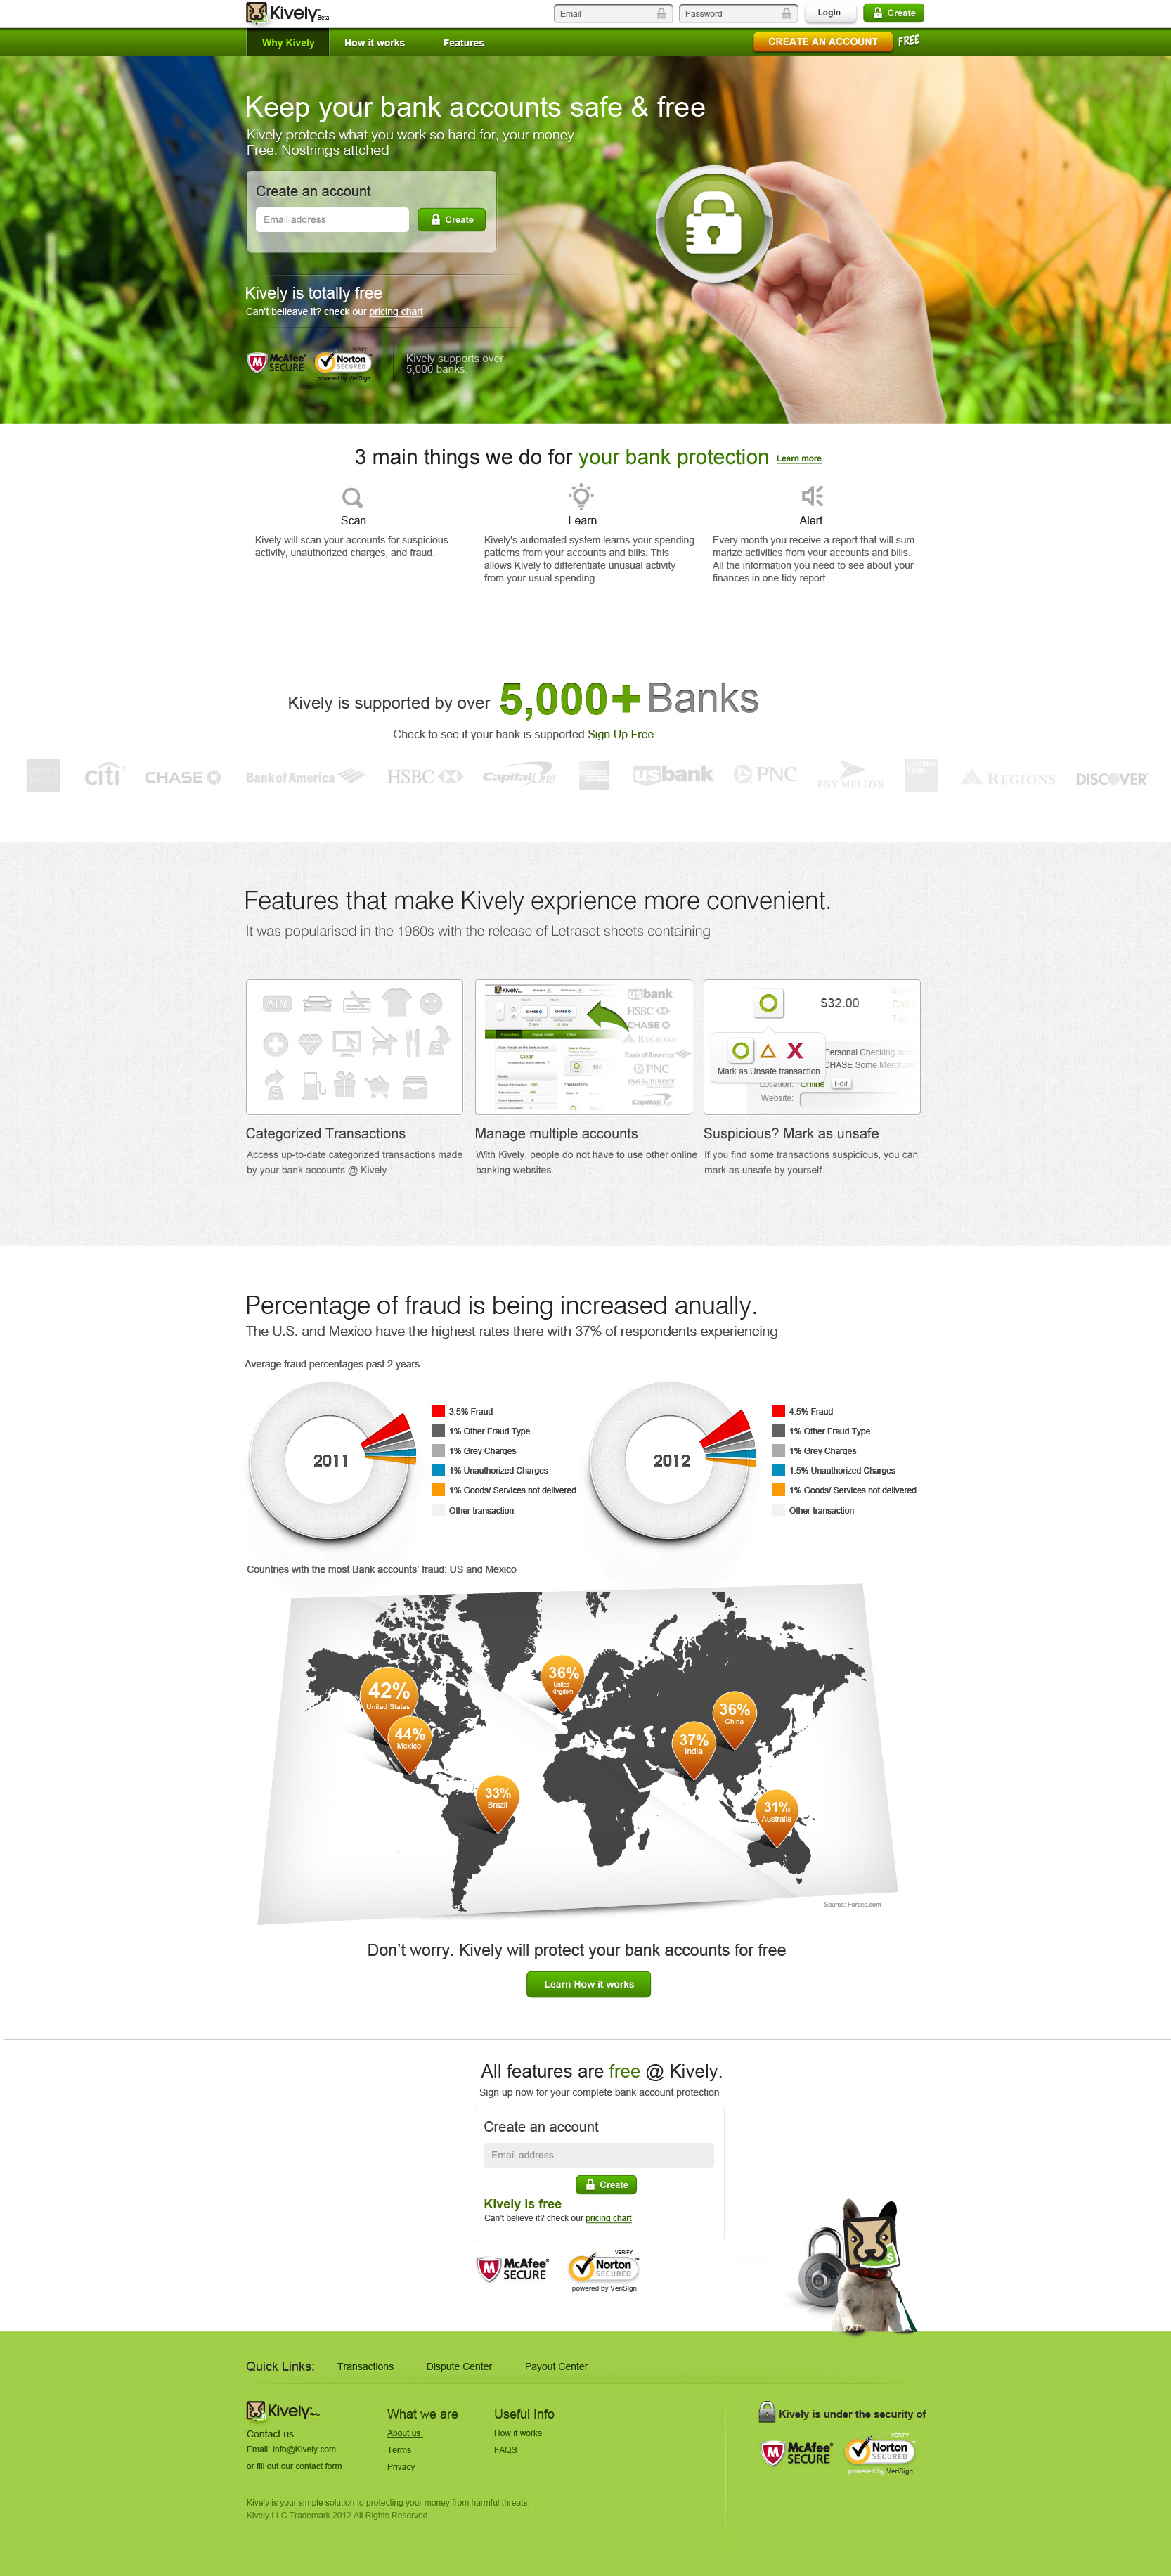 Kively Beta
Email
Password
Login
Create
Why Kively
How it works
Features
CREATE AN ACCOUNT
FREE
Keep your bank accounts safe & free
Kively protects what you work so hard for, your money.
Free. Nostrings attched
Create an account
Email address
Create
Kively is totally free
Can't belieave it? check our pricing chart
McAfee SECURE
VERIFY
Norton SECURED
powered by VeriSign
Kively supports over
5,000 banks.
3 main things we do for your bank protection Learn more
Scan
Kively will scan your accounts for suspicious
activity, unauthorized charges, and fraud.
Learn
Kively's automated system learns your spending
patterns from your accounts and bills. This
allows Kively to differentiate unusual activity
from your usual spending.
Alert
Every month you receive a report that will sum-
marize activities from your accounts and bills.
All the information you need to see about your
finances in one tidy report.
Kively is supported by over 5,000+ Banks
Check to see if your bank is supported Sign Up Free
WELLS FARGO
citi
CHASE
Bank of America
HSBC
Capital One
usbank
PNC
BNY MELLON
Goldman Sachs
REGIONS
DISCOVER
Features that make Kively exprience more convenient.
It was popularised in the 1960s with the release of Letraset sheets containing
ATM
Categorized Transactions
Access up-to-date categorized transactions made
by your bank accounts @ Kively
Kively
CHASE
CHASE
Clear
Transactions
usbank
HSBC
CHASE
REGIONS
Bank of America
PNC
ING DIRECT
Capital One
Manage multiple accounts
With Kively, people do not have to use other online
banking websites.
$32.00
Mark as Unsafe transaction
Personal Checking
CHASE Some Merchan
Location: Online Edit
Website:
Suspicious? Mark as unsafe
If you find some transactions suspicious, you can
mark as unsafe by yourself.
Percentage of fraud is being increased anually.
The U.S. and Mexico have the highest rates there with 37% of respondents experiencing
Average fraud percentages past 2 years
2011
3.5% Fraud
1% Other Fraud Type
1% Grey Charges
1% Unauthorized Charges
1% Goods/ Services not delivered
Other transaction
2012
4.5% Fraud
1% Other Fraud Type
1% Grey Charges
1.5% Unauthorized Charges
1% Goods/ Services not delivered
Other transaction
Countries with the most Bank accounts' fraud: US and Mexico
42%
United States
44%
Mexico
36%
United
Kingdom
36%
China
37%
India
33%
Brazil
31%
Australia
Source: Forbes.com
Don't worry. Kively will protect your bank accounts for free
Learn How it works
All features are free @ Kively.
Sign up now for your complete bank account protection
Create an account
Email address
Create
Kively is free
Can't believe it? check our pricing chart
McAfee SECURE
VERIFY
Norton SECURED
powered by VeriSign
Quick Links:
Transactions
Dispute Center
Payout Center
Kively Beta
Contact us
Email: Info@Kively.com
or fill out our contact form
What we are
About us
Terms
Privacy
Useful Info
How it works
FAQS
Kively is under the security of
McAfee SECURE
VERIFY
Norton SECURED
powered by VeriSign
Kively is your simple solution to protecting your money from harmful threats.
Kively LLC Trademark 2012 All Rights Reserved